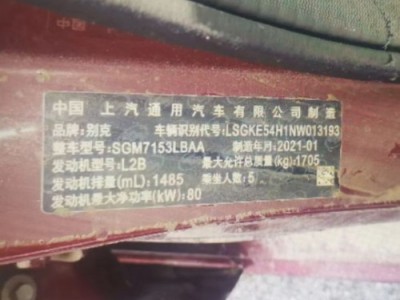 中国 上汽通用汽车有限公司制造
品牌:别克 车辆识别代号:LSGKE54H1NW013193
整车型号:SGM7153LBAA 制造年月:2021-01
发动机型号:L2B 最大允许总质量(kg):1705
发动机排量(mL):1485 乘坐人数:5
发动机最大净功率(kW):80